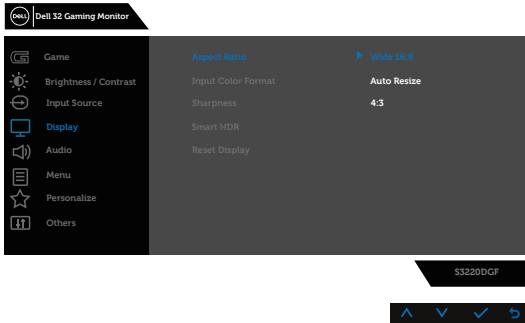 DELL Dell 32 Gaming Monitor
Game
Brightness / Contrast
Input Source
Display
Audio
Menu
Personalize
Others
Aspect Ratio
Input Color Format
Sharpness
Smart HDR
Reset Display
Wide 16:9
Auto Resize
4:3
S3220DGF